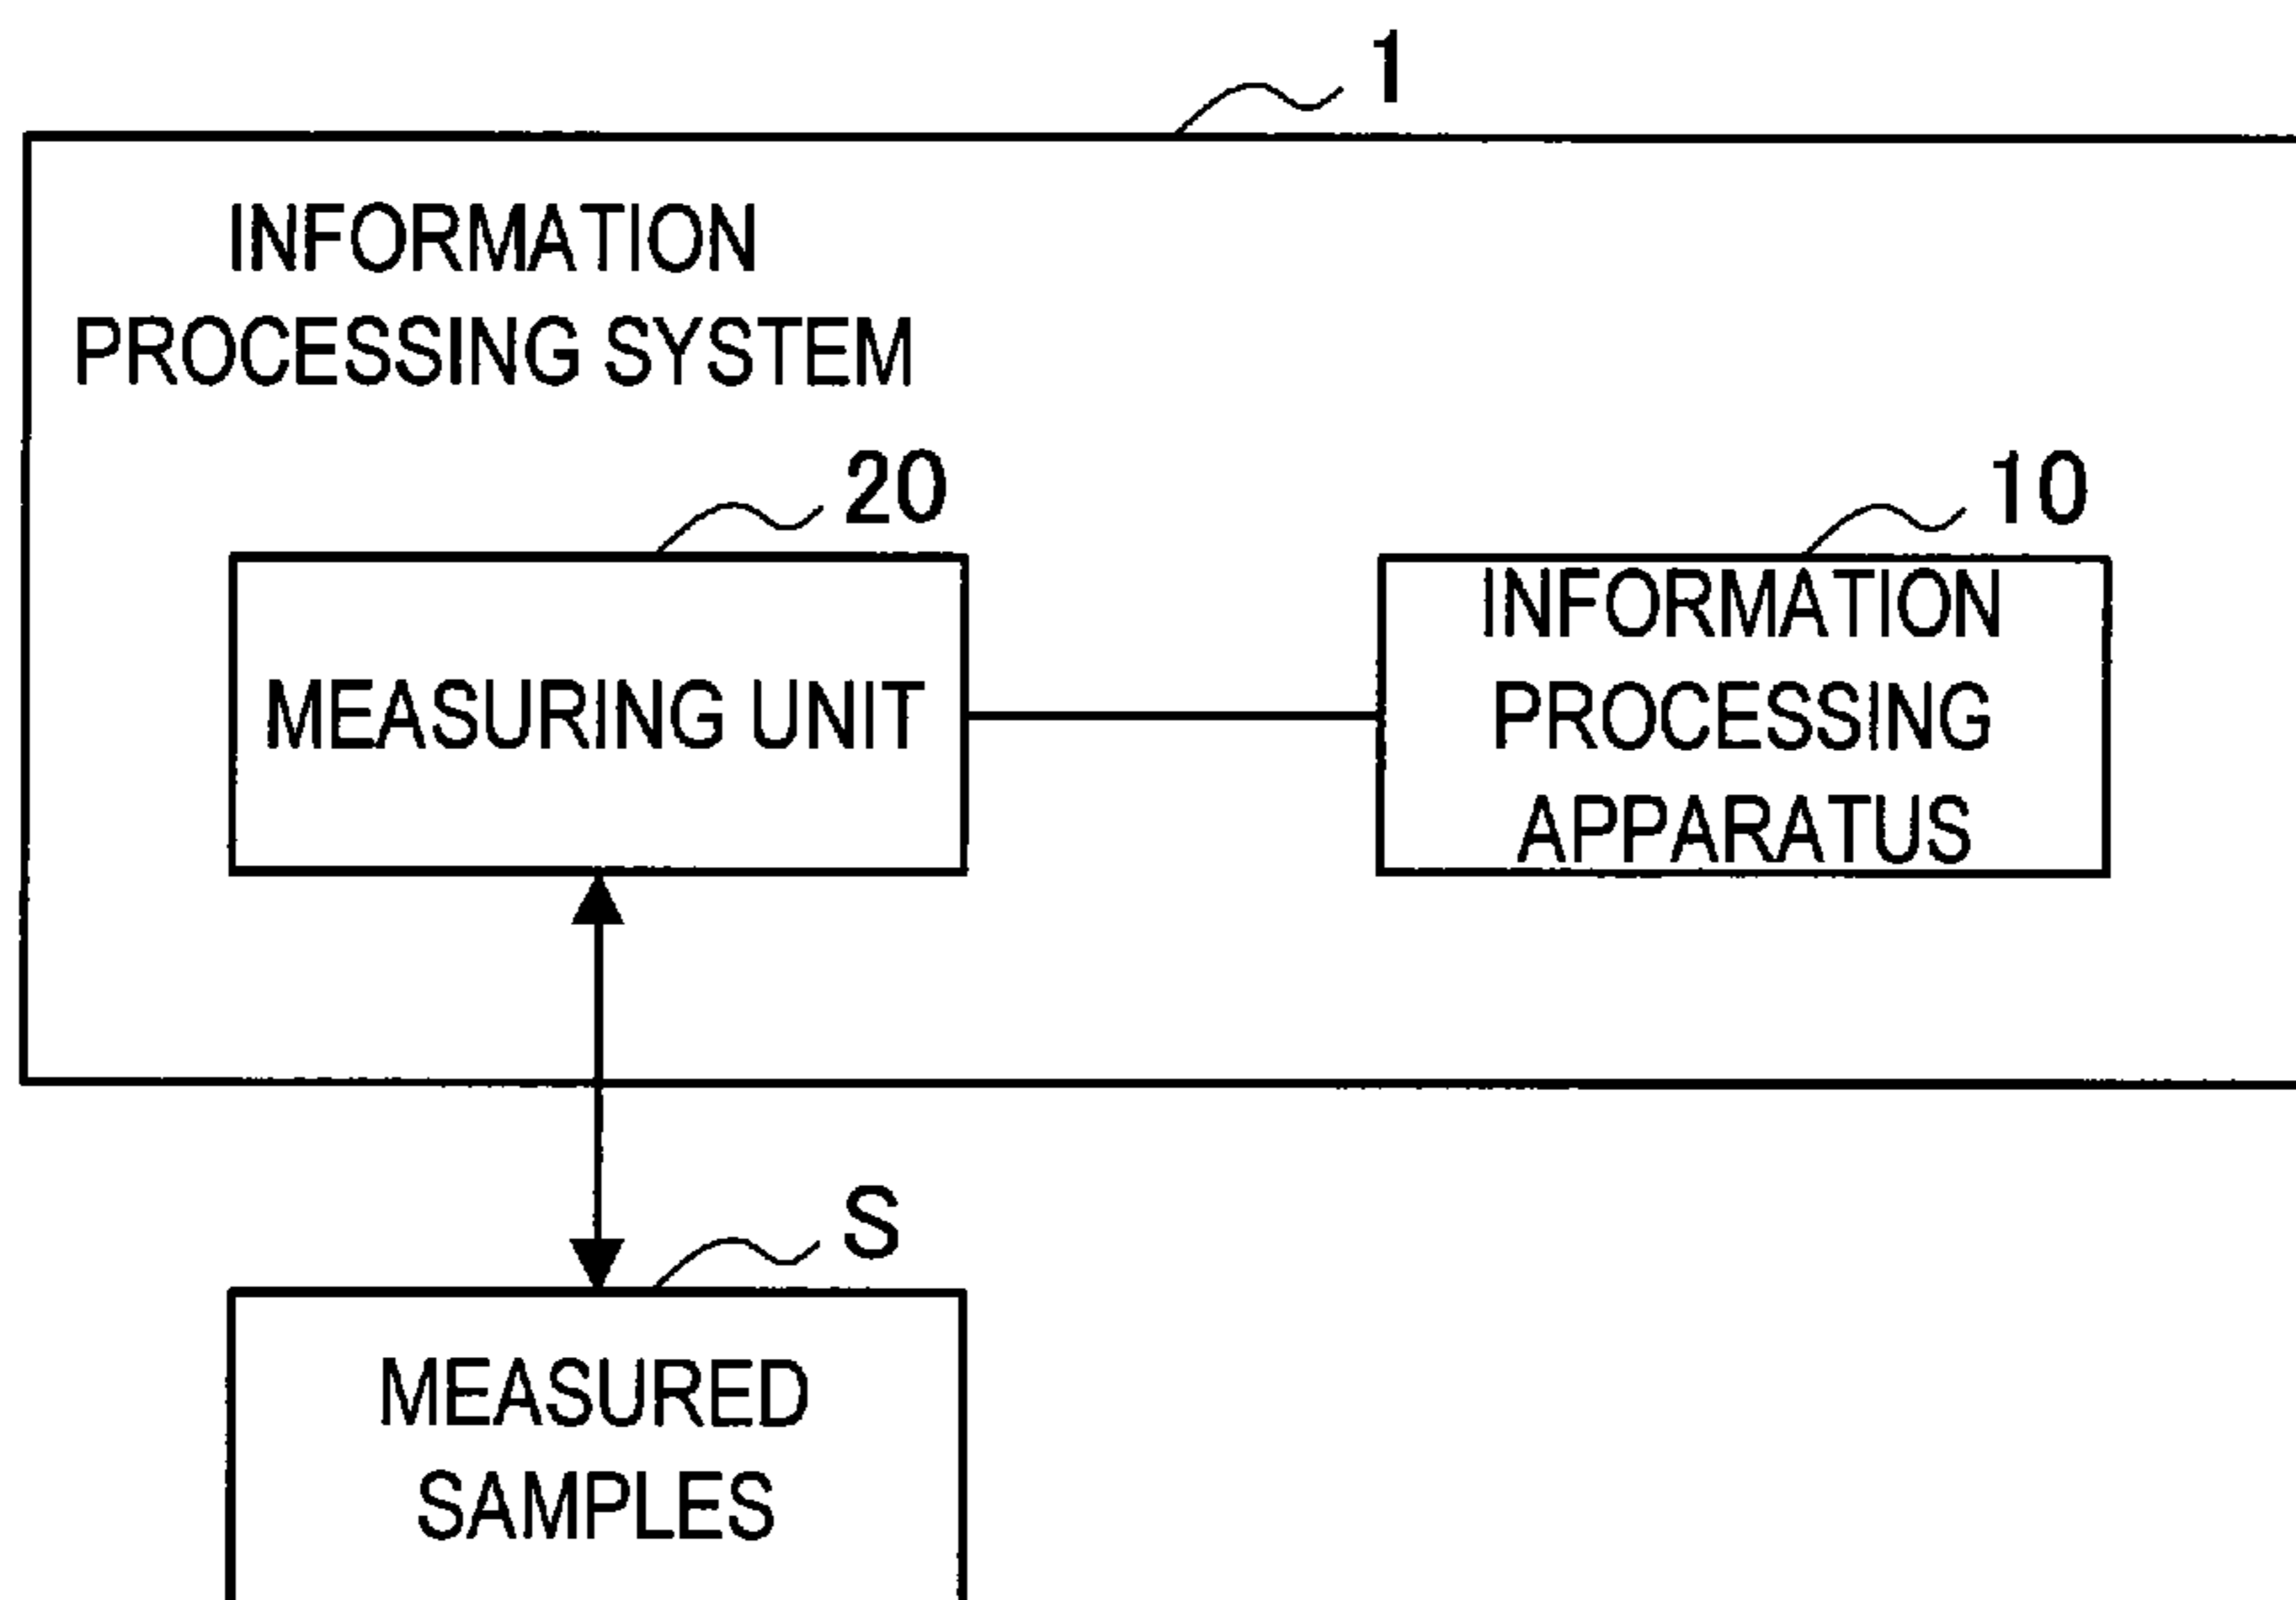 1
INFORMATION
PROCESSING SYSTEM
20
10
MEASURING UNIT
INFORMATION
PROCESSING
APPARATUS
S
MEASURED
SAMPLES